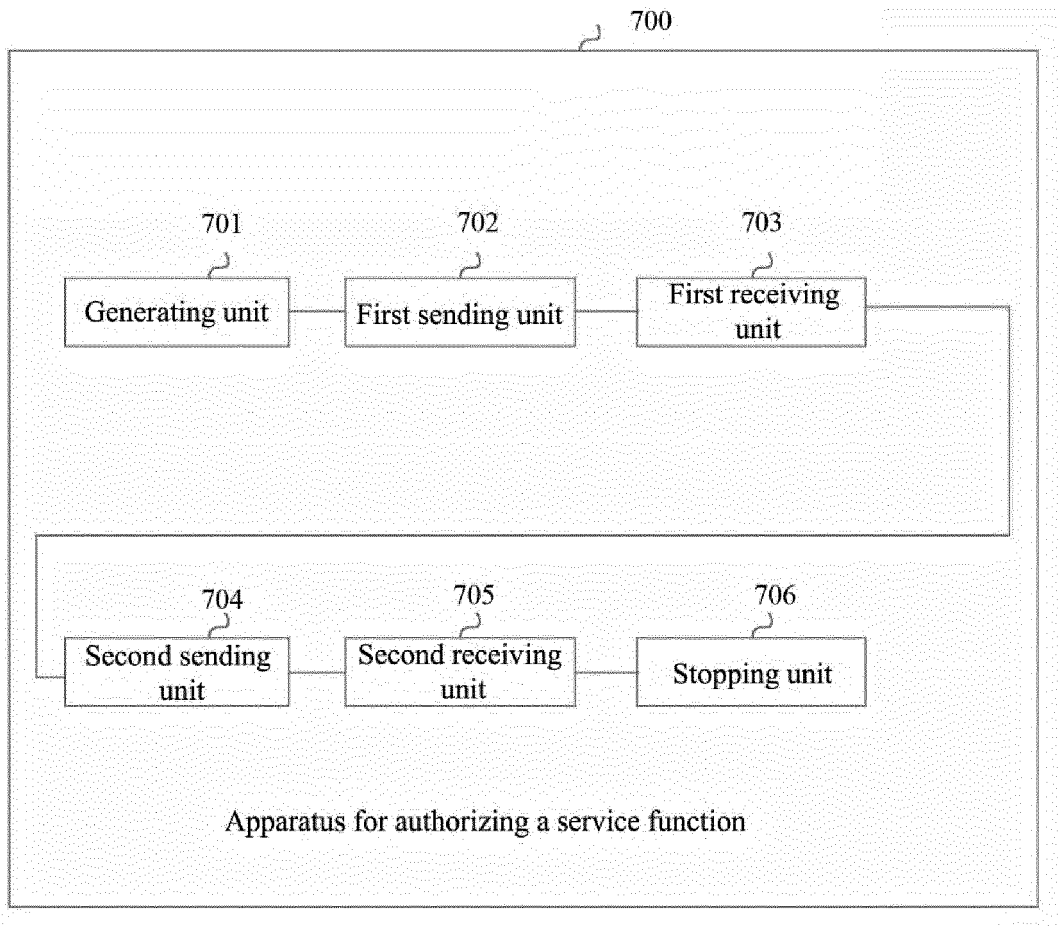 700
701
702
703
Generating unit
First sending unit
First receiving
unit
704
705
706
Second sending
unit
Second receiving
unit
Stopping unit
Apparatus for authorizing a service function